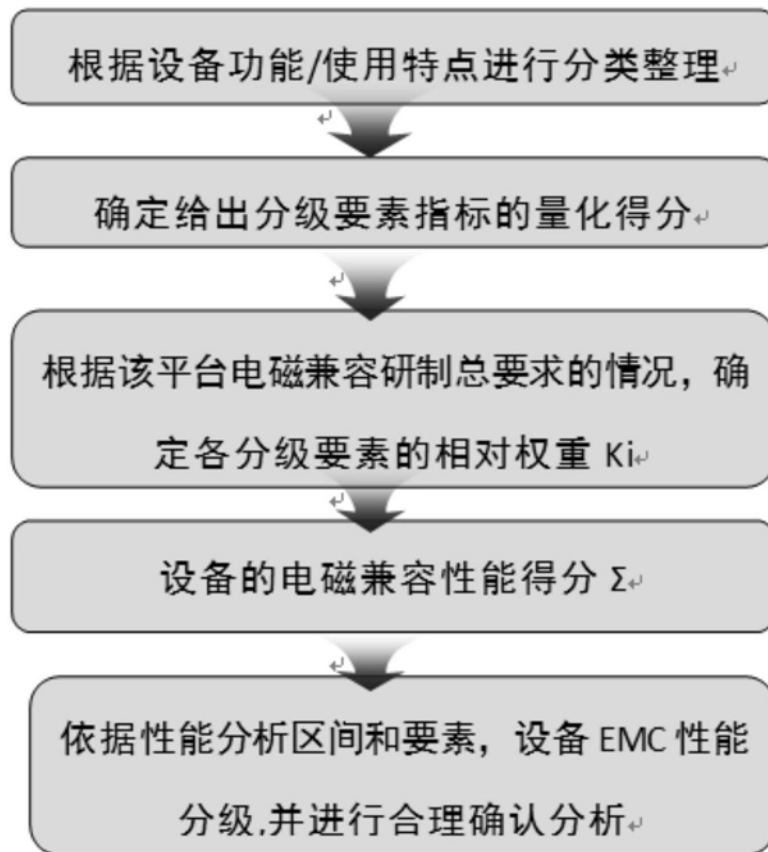 根据设备功能/使用特点进行分类整理
确定给出分级要素指标的量化得分
根据该平台电磁兼容研制总要求的情况，确
定各分级要素的相对权重 Ki
设备的电磁兼容性能得分 Σ
依据性能分析区间和要素，设备 EMC 性能
分级,并进行合理确认分析